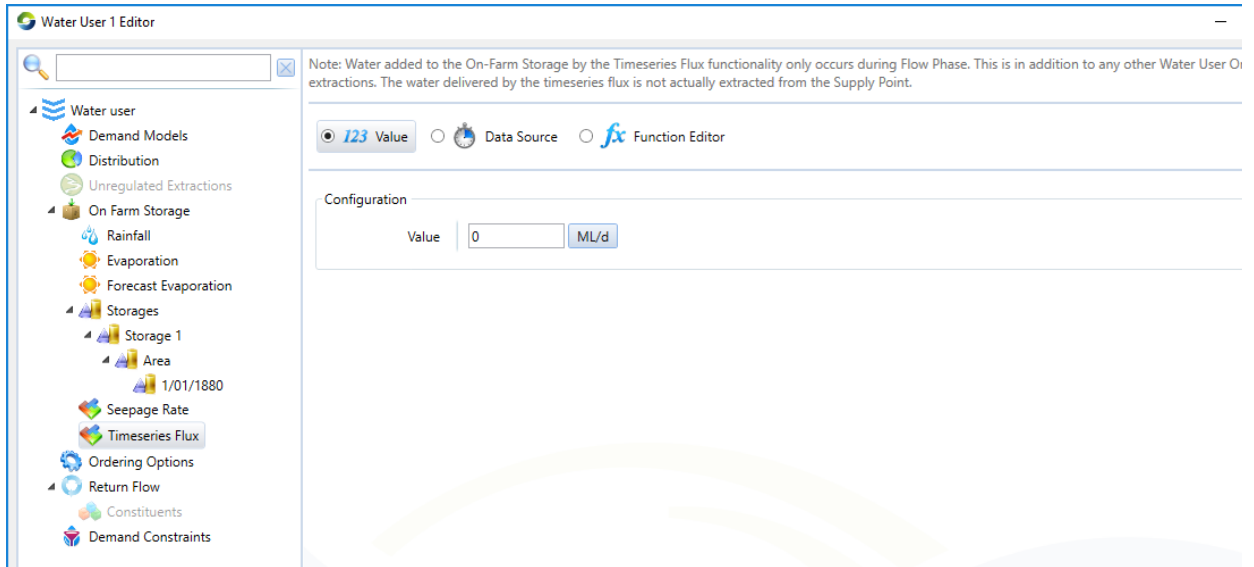 Water User 1 Editor
Note: Water added to the On-Farm Storage by the Timeseries Flux functionality only occurs during Flow Phase. This is in addition to any other Water User
extractions. The water delivered by the timeseries flux is not actually extracted from the Supply Point.
Water user
Demand Models
Distribution
Unregulated Extractions
On Farm Storage
Rainfall
Evaporation
Forecast Evaporation
Storages
Storage 1
Area
1/01/1880
Seepage Rate
Timeseries Flux
Ordering Options
Return Flow
Constituents
Demand Constraints
123 Value Data Source fx Function Editor
Configuration
Value 0 ML/d